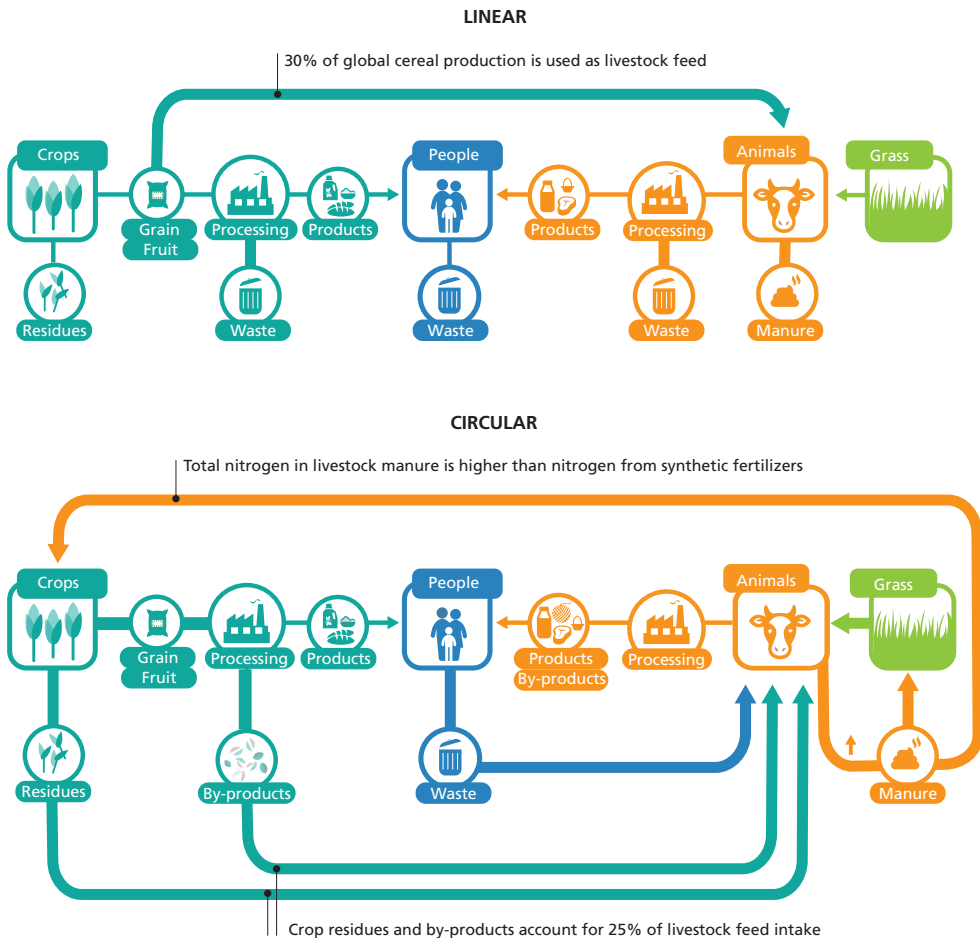 LINEAR
30% of global cereal production is used as livestock feed
Crops
People
Animals
Grass
Grain
Fruit
Processing
Products
Products
Processing
Residues
Waste
Waste
Waste
Manure
CIRCULAR
Total nitrogen in livestock manure is higher than nitrogen from synthetic fertilizers
Crops
People
Animals
Grass
Grain
Fruit
Processing
Products
Products
By-products
Processing
Residues
By-products
Waste
Manure
Crop residues and by-products account for 25% of livestock feed intake